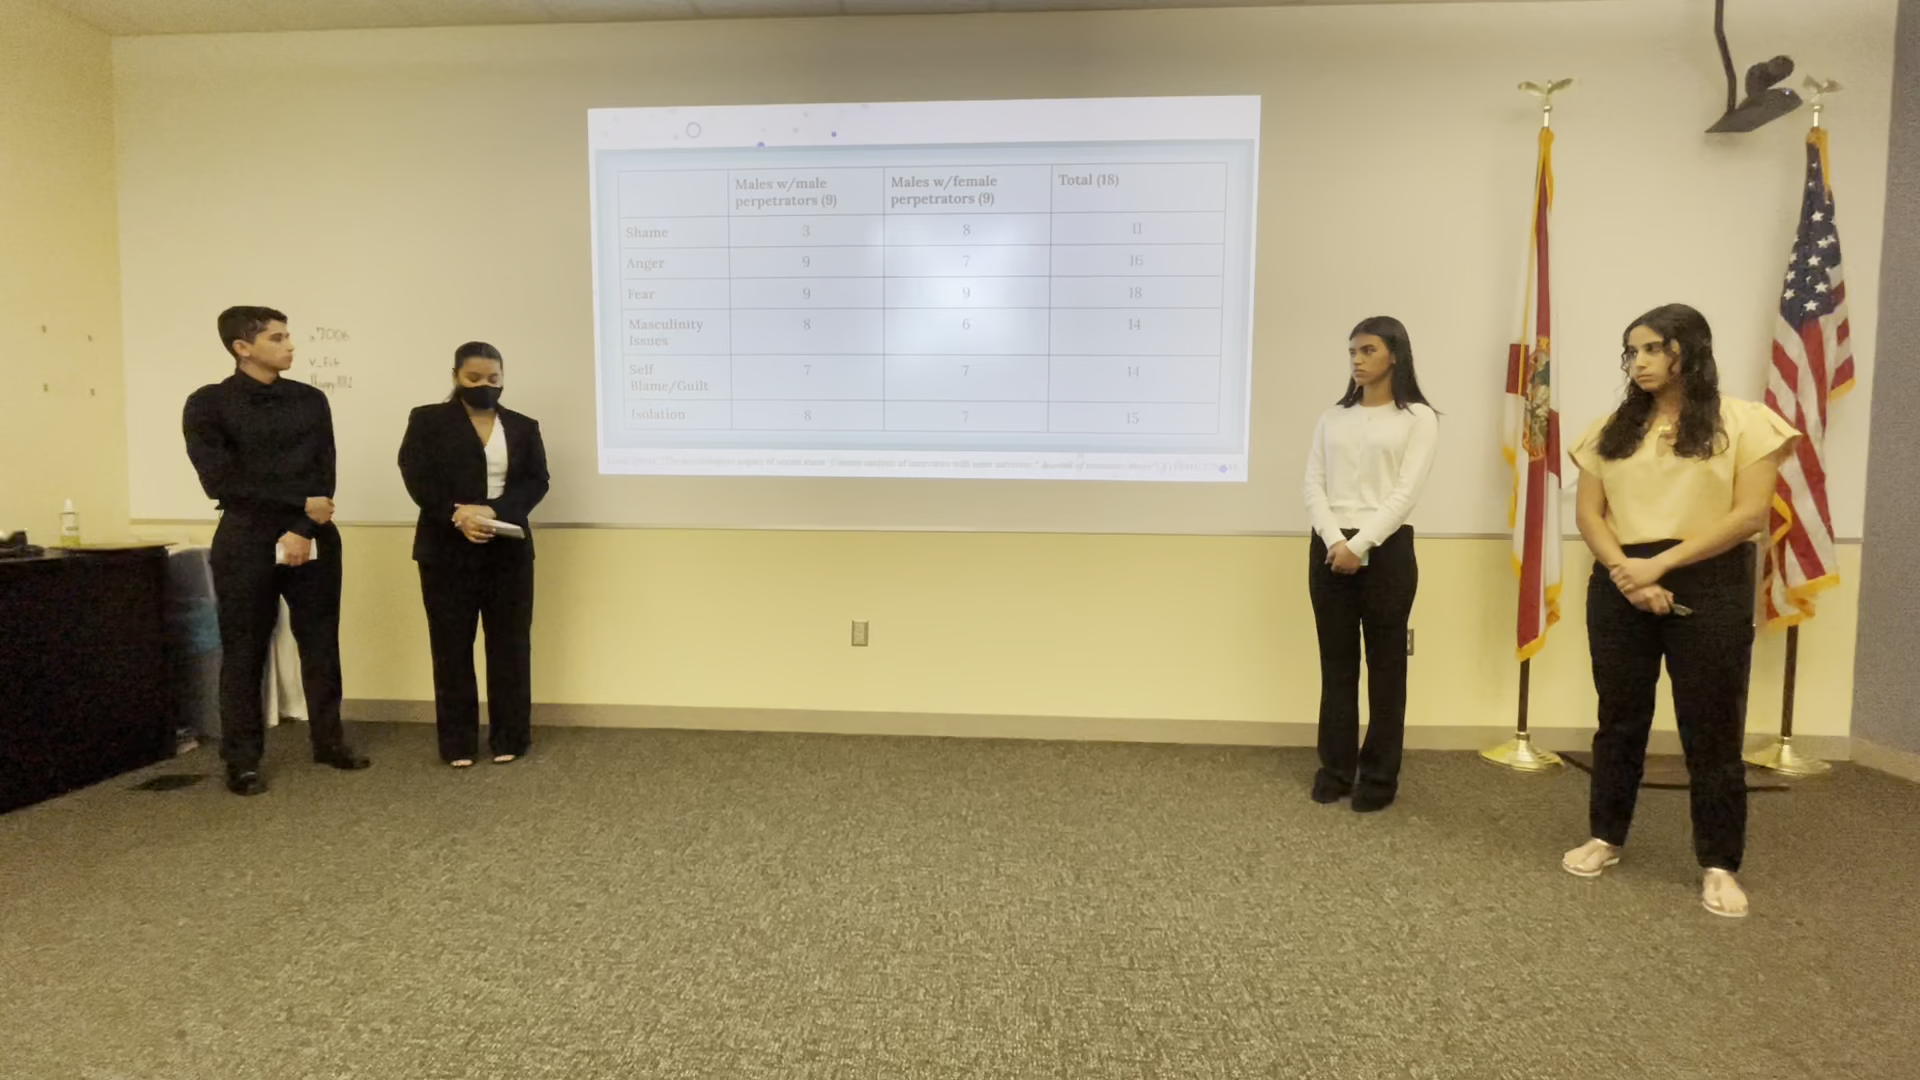 Males w/male
perpetrators (9)
Males w/female
perpetrators (9)
Total (18)
Shame 3 8 11
Anger 9 7 16
Fear 9 9 18
Masculinity
Issues 8 6 14
Self
Blame/Guilt 7 7 14
Isolation 8 7 15